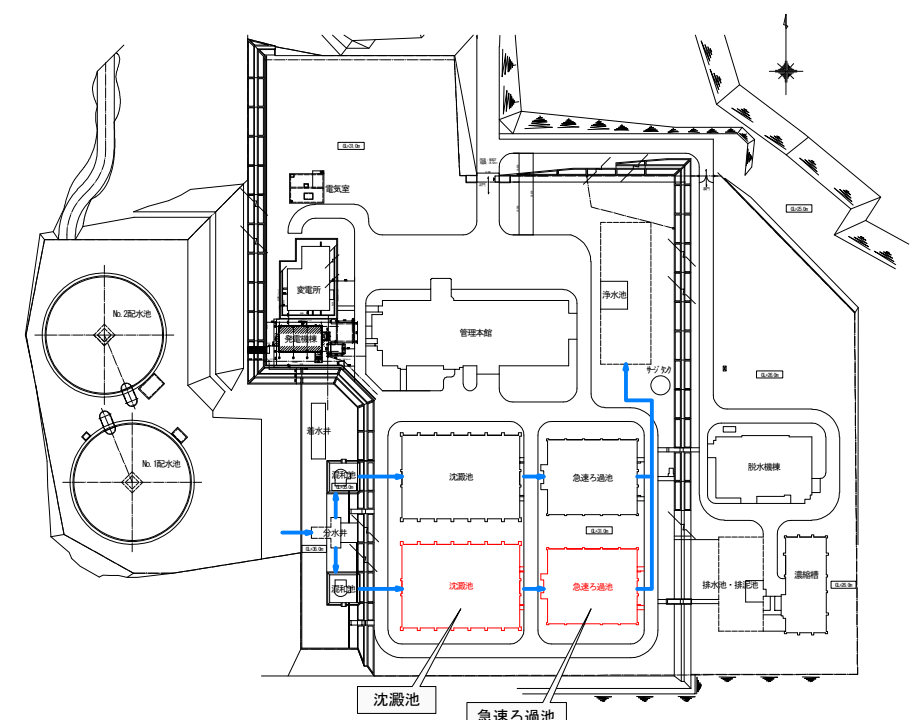 電気室
変電所
発電機棟
No.2配水池
No.1配水池
管理本館
浄水池
サージタンク
着水井
混和池
分水井
混和池
沈澱池
急速ろ過池
沈澱池
急速ろ過池
脱水機棟
排水池・排泥池
濃縮槽
沈澱池
急速ろ過池